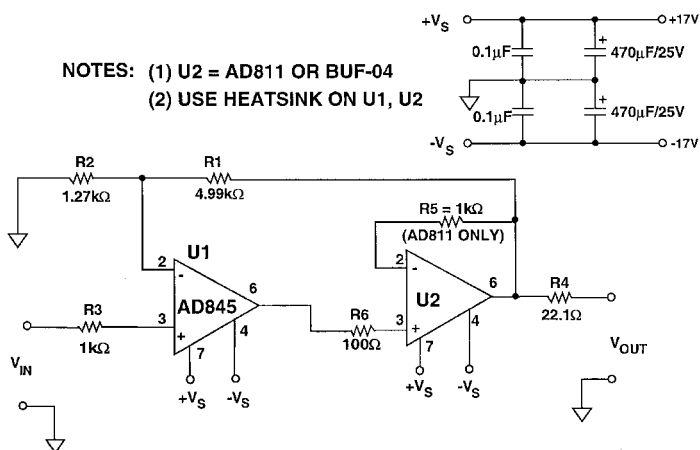 +VS
+17V
0.1μF
+
470μF/25V
NOTES: (1) U2 = AD811 OR BUF-04
(2) USE HEATSINK ON U1, U2
0.1μF
+
470μF/25V
-VS
-17V
R2
1.27kΩ
R1
4.99kΩ
R5 = 1kΩ
(AD811 ONLY)
U1
2
-
AD845
6
3
+
7
4
+VS
-VS
R3
1kΩ
VIN
R6
100Ω
2
-
U2
6
3
+
7
4
+VS
-VS
R4
22.1Ω
VOUT